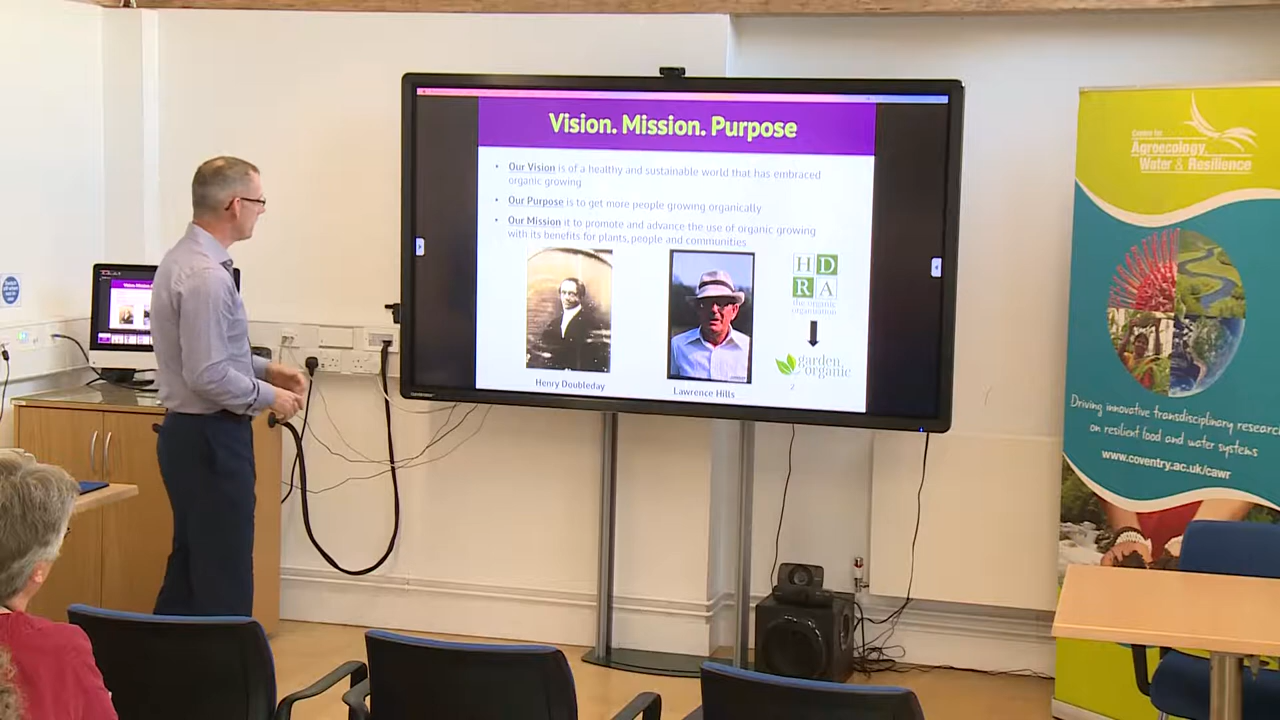 Vision. Mission. Purpose
• Our Vision is of a healthy and sustainable world that has embraced
organic growing
• Our Purpose is to get more people growing organically
• Our Mission it to promote and advance the use of organic growing
with its benefits for plants, people and communities
H D
R A
the organic
organization
garden
organic
Henry Doubleday
Lawrence Hills
2
Centre for
Agroecology,
Water & Resilience
Driving innovative transdisciplinary research
on resilient food and water systems
www.coventry.ac.uk/cawr